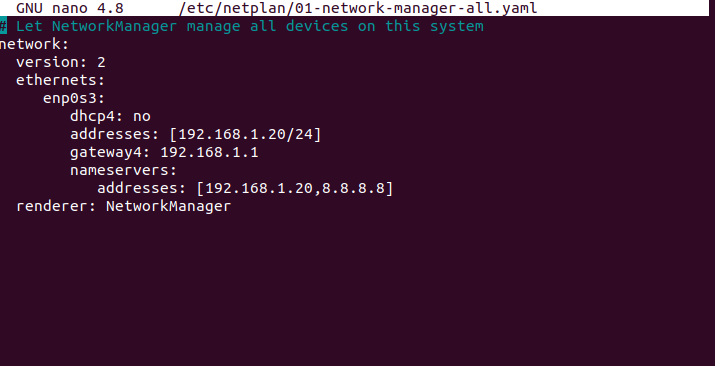 GNU nano 4.8 /etc/netplan/01-network-manager-all.yaml
# Let NetworkManager manage all devices on this system
network:
  version: 2
  ethernets:
     enp0s3:
        dhcp4: no
        addresses: [192.168.1.20/24]
        gateway4: 192.168.1.1
        nameservers:
           addresses: [192.168.1.20,8.8.8.8]
  renderer: NetworkManager